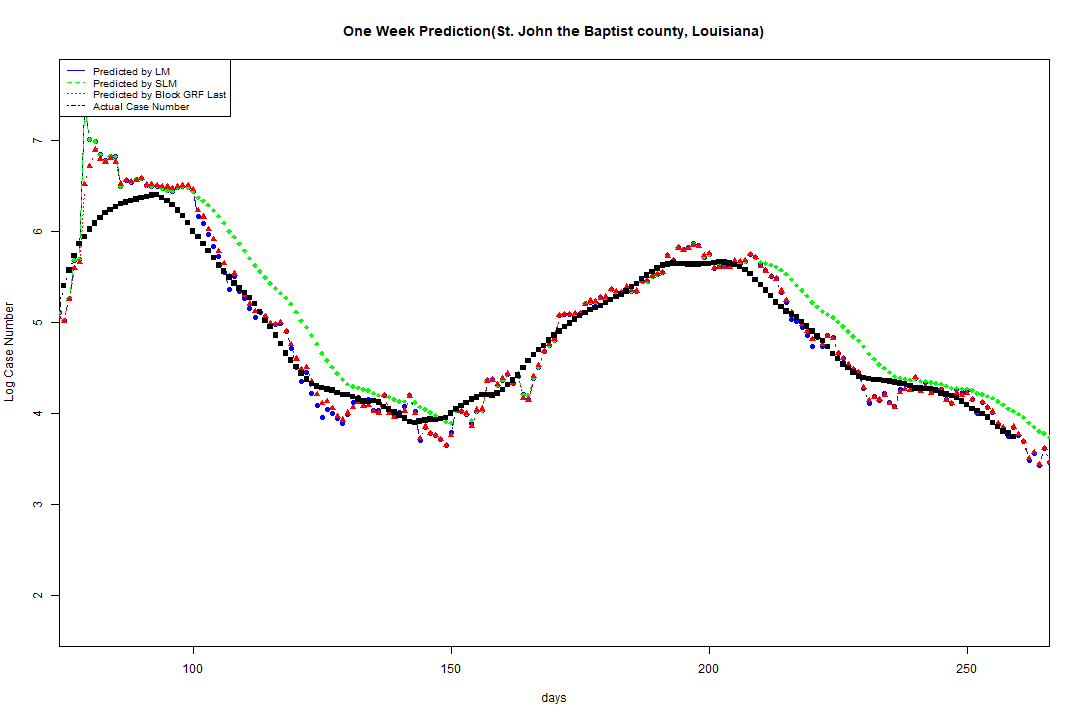 One Week Prediction(St. John the Baptist county, Louisiana)
Predicted by LM
Predicted by SLM
Predicted by Block GRF Last
Actual Case Number
7
6
5
4
3
2
Log Case Number
100
150
200
250
days